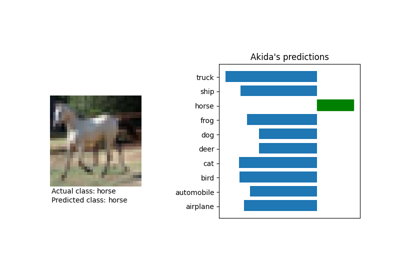 Akida's predictions
truck
ship
horse
frog
dog
deer
cat
bird
automobile
airplane
Actual class: horse
Predicted class: horse